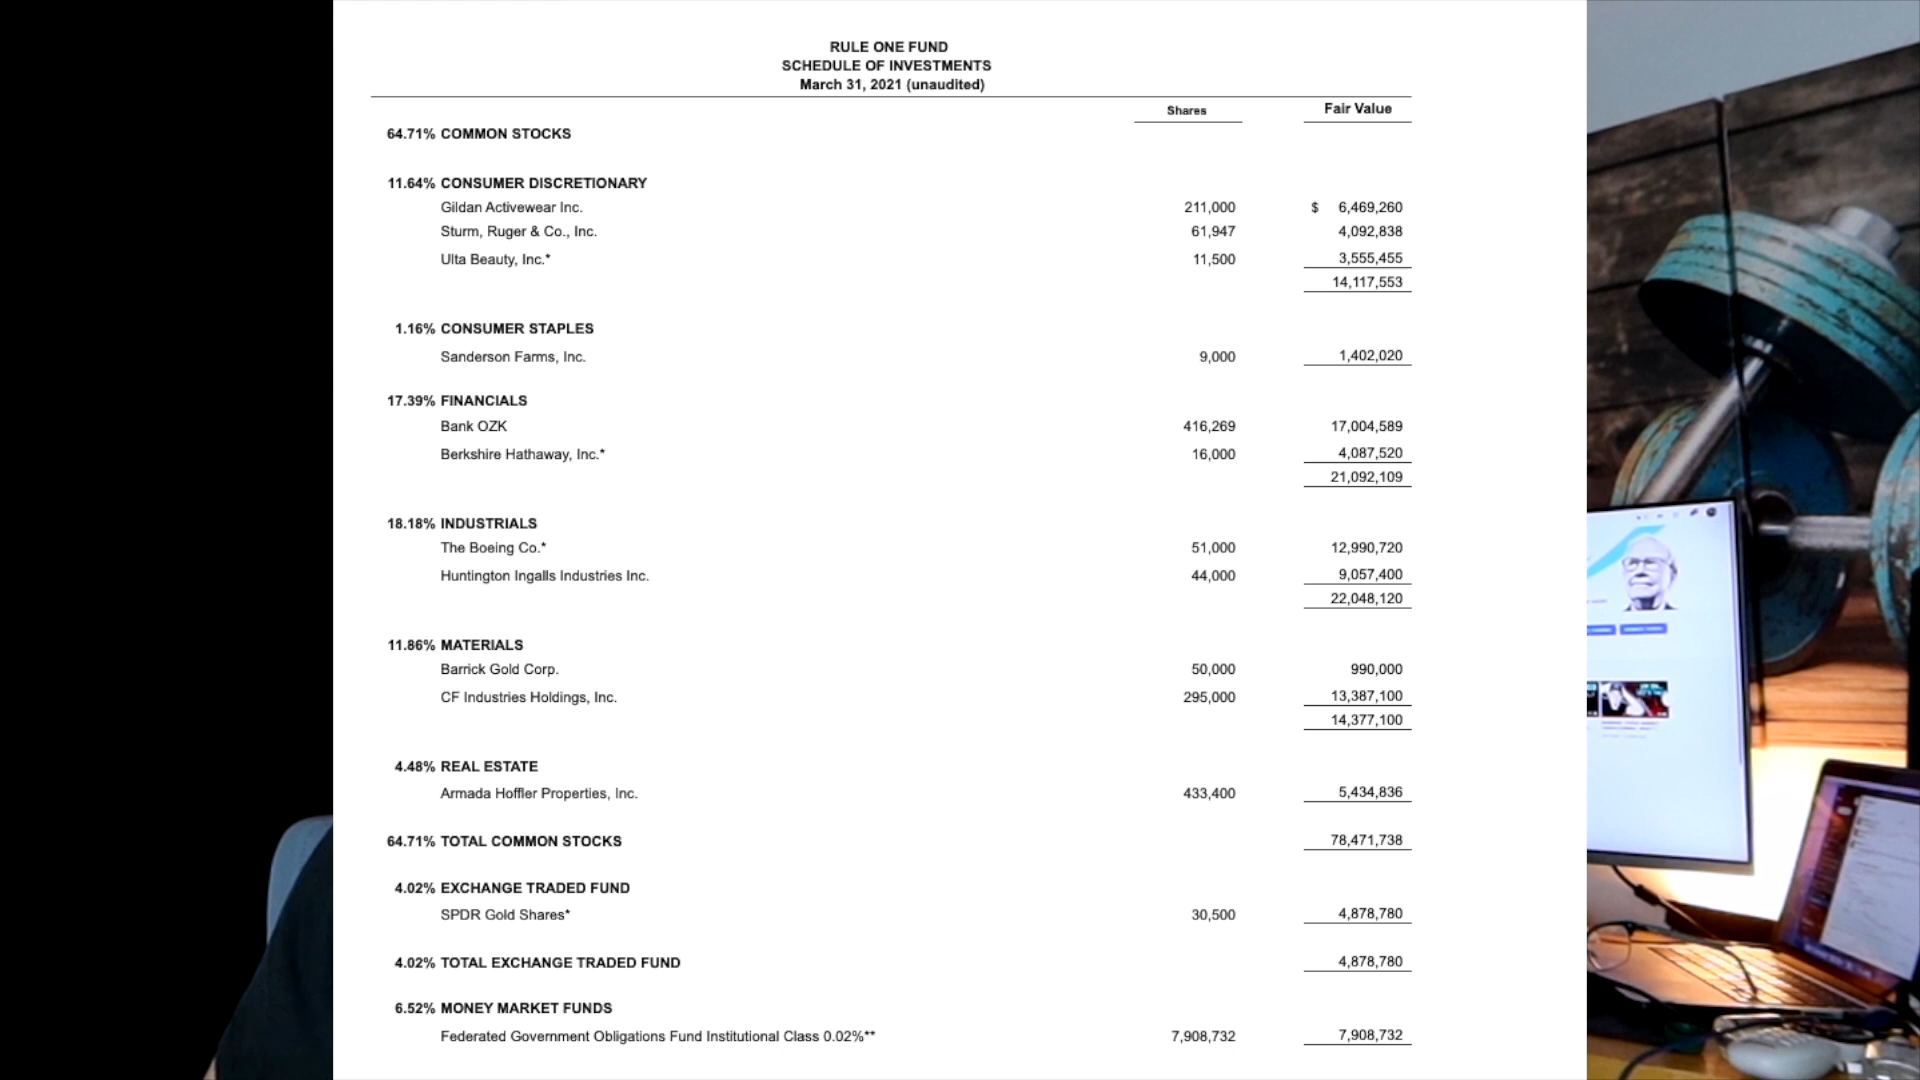 RULE ONE FUND
SCHEDULE OF INVESTMENTS
March 31, 2021 (unaudited)
Shares Fair Value
64.71% COMMON STOCKS
11.64% CONSUMER DISCRETIONARY
Gildan Activewear Inc. 211,000 $ 6,469,260
Sturm, Ruger & Co., Inc. 61,947 4,092,838
Ulta Beauty, Inc.* 11,500 3,555,455
14,117,553
1.16% CONSUMER STAPLES
Sanderson Farms, Inc. 9,000 1,402,020
17.39% FINANCIALS
Bank OZK 416,269 17,004,589
Berkshire Hathaway, Inc.* 16,000 4,087,520
21,092,109
18.18% INDUSTRIALS
The Boeing Co.* 51,000 12,990,720
Huntington Ingalls Industries Inc. 44,000 9,057,400
22,048,120
11.86% MATERIALS
Barrick Gold Corp. 50,000 990,000
CF Industries Holdings, Inc. 295,000 13,387,100
14,377,100
4.48% REAL ESTATE
Armada Hoffler Properties, Inc. 433,400 5,434,836
64.71% TOTAL COMMON STOCKS 78,471,738
4.02% EXCHANGE TRADED FUND
SPDR Gold Shares* 30,500 4,878,780
4.02% TOTAL EXCHANGE TRADED FUND 4,878,780
6.52% MONEY MARKET FUNDS
Federated Government Obligations Fund Institutional Class 0.02%** 7,908,732 7,908,732